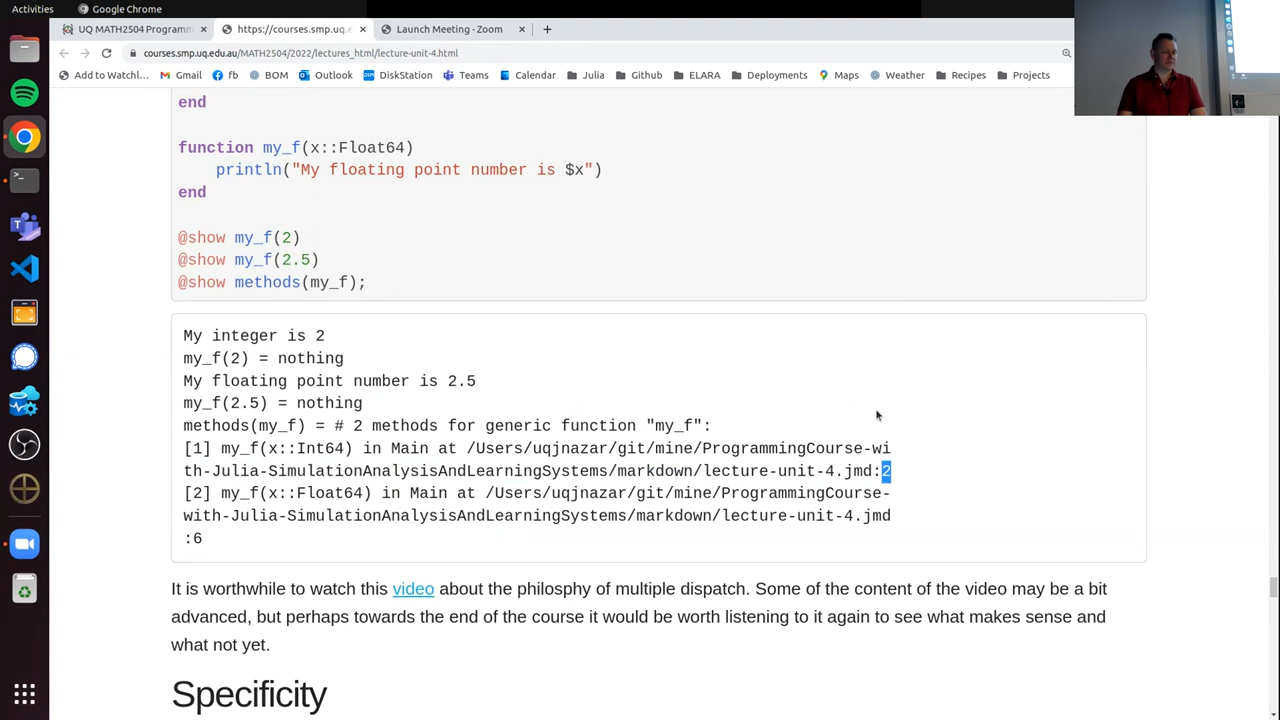 Activities
Google Chrome
UQ MATH2504 Programm
https://courses.smp.uq.e
Launch Meeting - Zoom
courses.smp.uq.edu.au/MATH2504/2022/lectures_html/lecture-unit-4.html
Add to Watchl… Gmail fb BOM Outlook DiskStation Teams Calendar Julia Github ELARA Deployments Maps Weather Recipes Projects
end
function my_f(x::Float64)
println("My floating point number is $x")
end
@show my_f(2)
@show my_f(2.5)
@show methods(my_f);
My integer is 2
my_f(2) = nothing
My floating point number is 2.5
my_f(2.5) = nothing
methods(my_f) = # 2 methods for generic function "my_f":
[1] my_f(x::Int64) in Main at /Users/uqjnazar/git/mine/ProgrammingCourse-wi
th-Julia-SimulationAnalysisAndLearningSystems/markdown/lecture-unit-4.jmd:2
[2] my_f(x::Float64) in Main at /Users/uqjnazar/git/mine/ProgrammingCourse-
with-Julia-SimulationAnalysisAndLearningSystems/markdown/lecture-unit-4.jmd
:6
It is worthwhile to watch this video about the philosphy of multiple dispatch. Some of the content of the video may be a bit
advanced, but perhaps towards the end of the course it would be worth listening to it again to see what makes sense and
what not yet.
Specificity